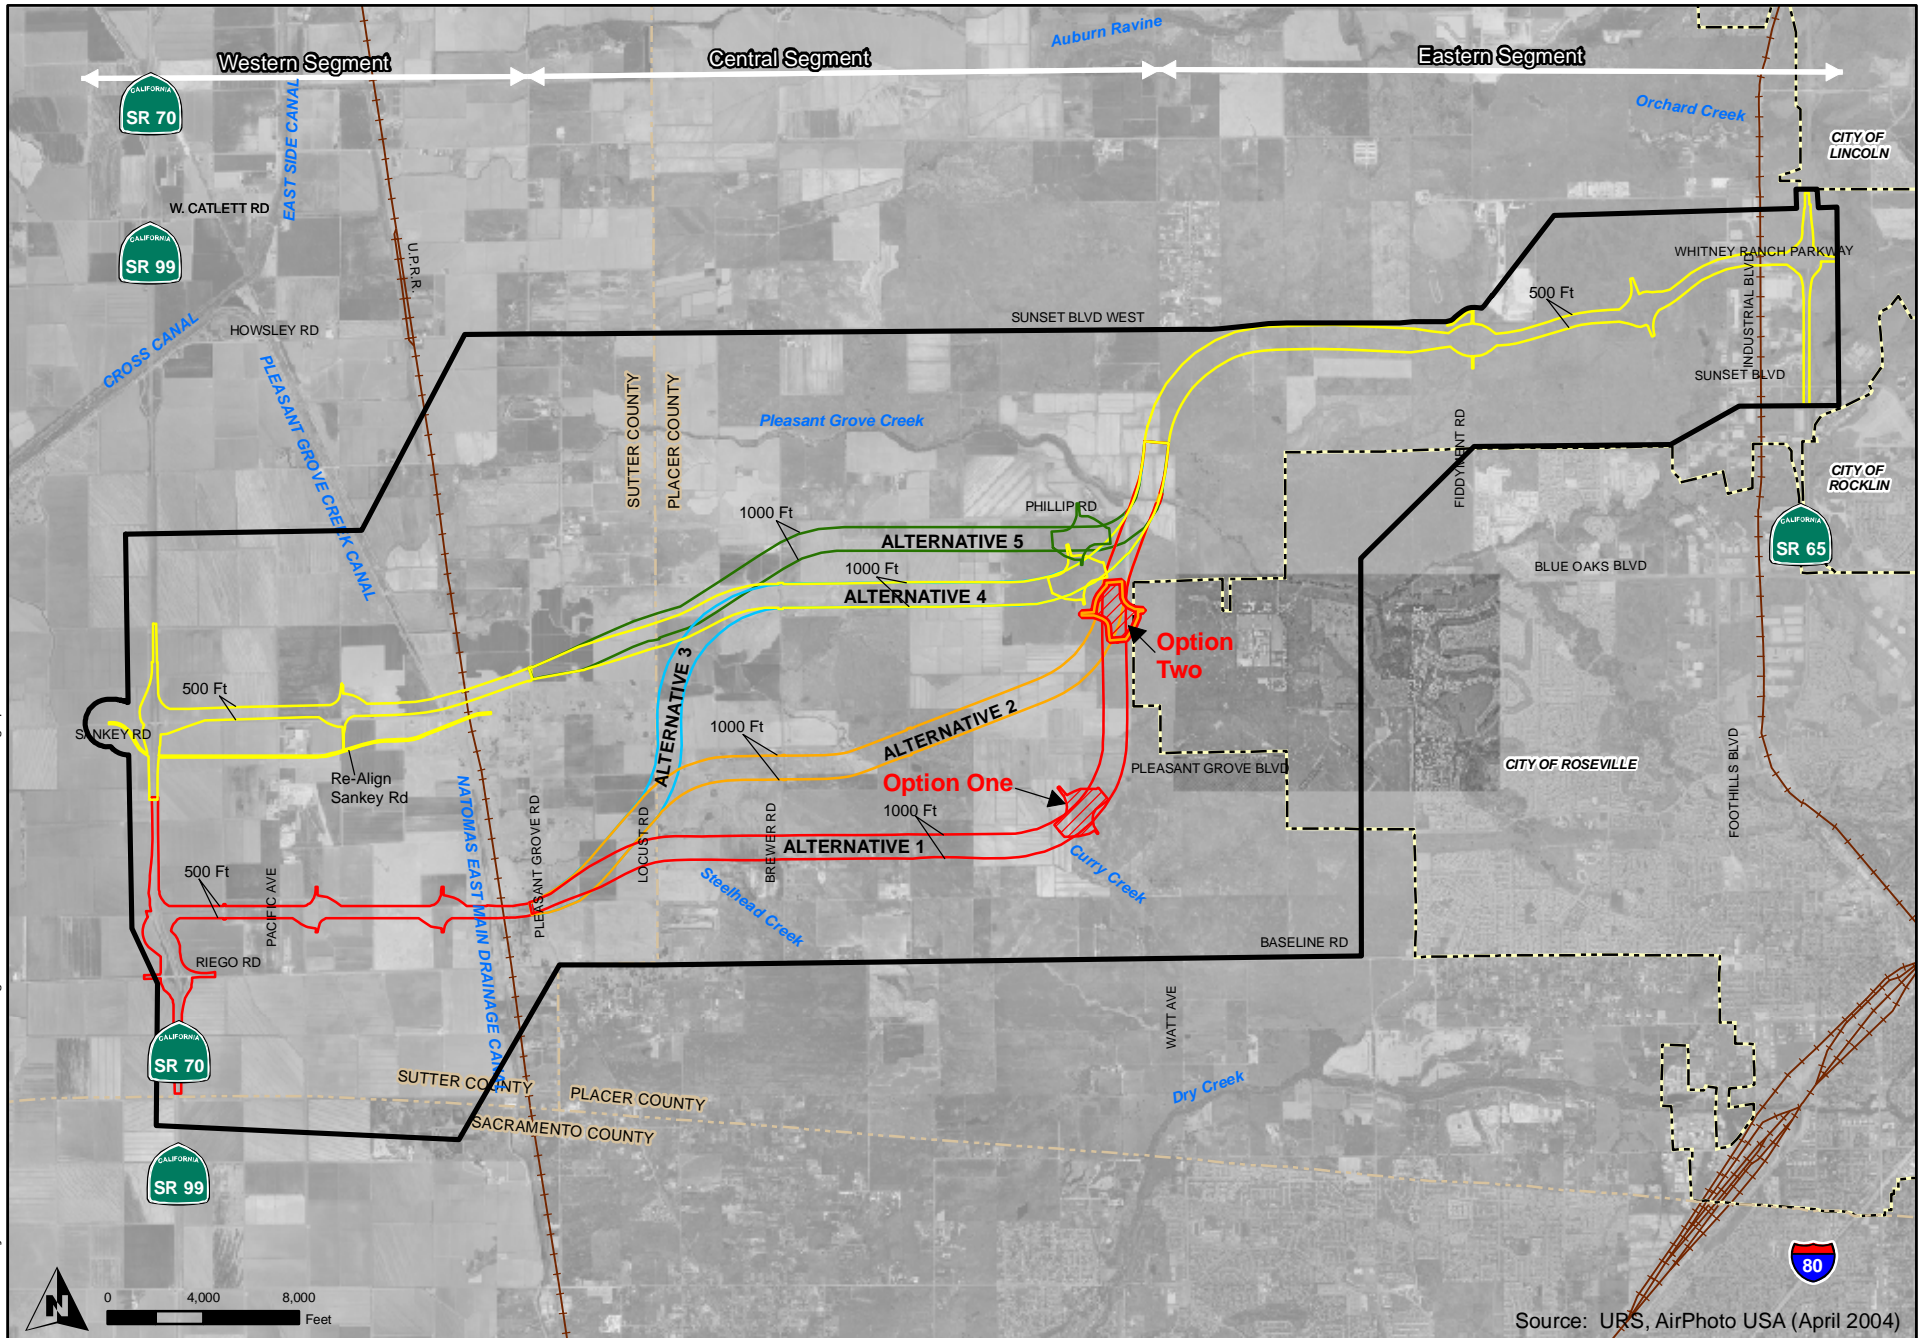 Auburn Ravine
Western Segment
Central Segment
Eastern Segment
CALIFORNIA
SR 70
EAST SIDE CANAL
Orchard Creek
CITY OF
LINCOLN
W. CATLETT RD
CALIFORNIA
SR 99
U.P.R.R.
WHITNEY RANCH PARKWAY
500 Ft
INDUSTRIAL BLVD
SUNSET BLVD WEST
HOWSLEY RD
CROSS CANAL
PLEASANT GROVE CREEK CANAL
SUNSET BLVD
SUTTER COUNTY
PLACER COUNTY
Pleasant Grove Creek
FIDDYMENT RD
CITY OF
ROCKLIN
1000 Ft
PHILLIP RD
ALTERNATIVE 5
CALIFORNIA
SR 65
1000 Ft
BLUE OAKS BLVD
ALTERNATIVE 4
Option
Two
ALTERNATIVE 3
500 Ft
SANKEY RD
1000 Ft
ALTERNATIVE 2
PLEASANT GROVE BLVD
CITY OF ROSEVILLE
FOOTHILLS BLVD
Re-Align
Sankey Rd
Option One
NATOMAS EAST MAIN DRAINAGE CANAL
PLEASANT GROVE RD
LOCUST RD
BREWER RD
1000 Ft
ALTERNATIVE 1
500 Ft
PACIFIC AVE
Steelhead Creek
Curry Creek
RIEGO RD
BASELINE RD
WATT AVE
CALIFORNIA
SR 70
SUTTER COUNTY
PLACER COUNTY
SACRAMENTO COUNTY
Dry Creek
CALIFORNIA
SR 99
80
N
0 4,000 8,000
Feet
Source: URS, AirPhoto USA (April 2004)